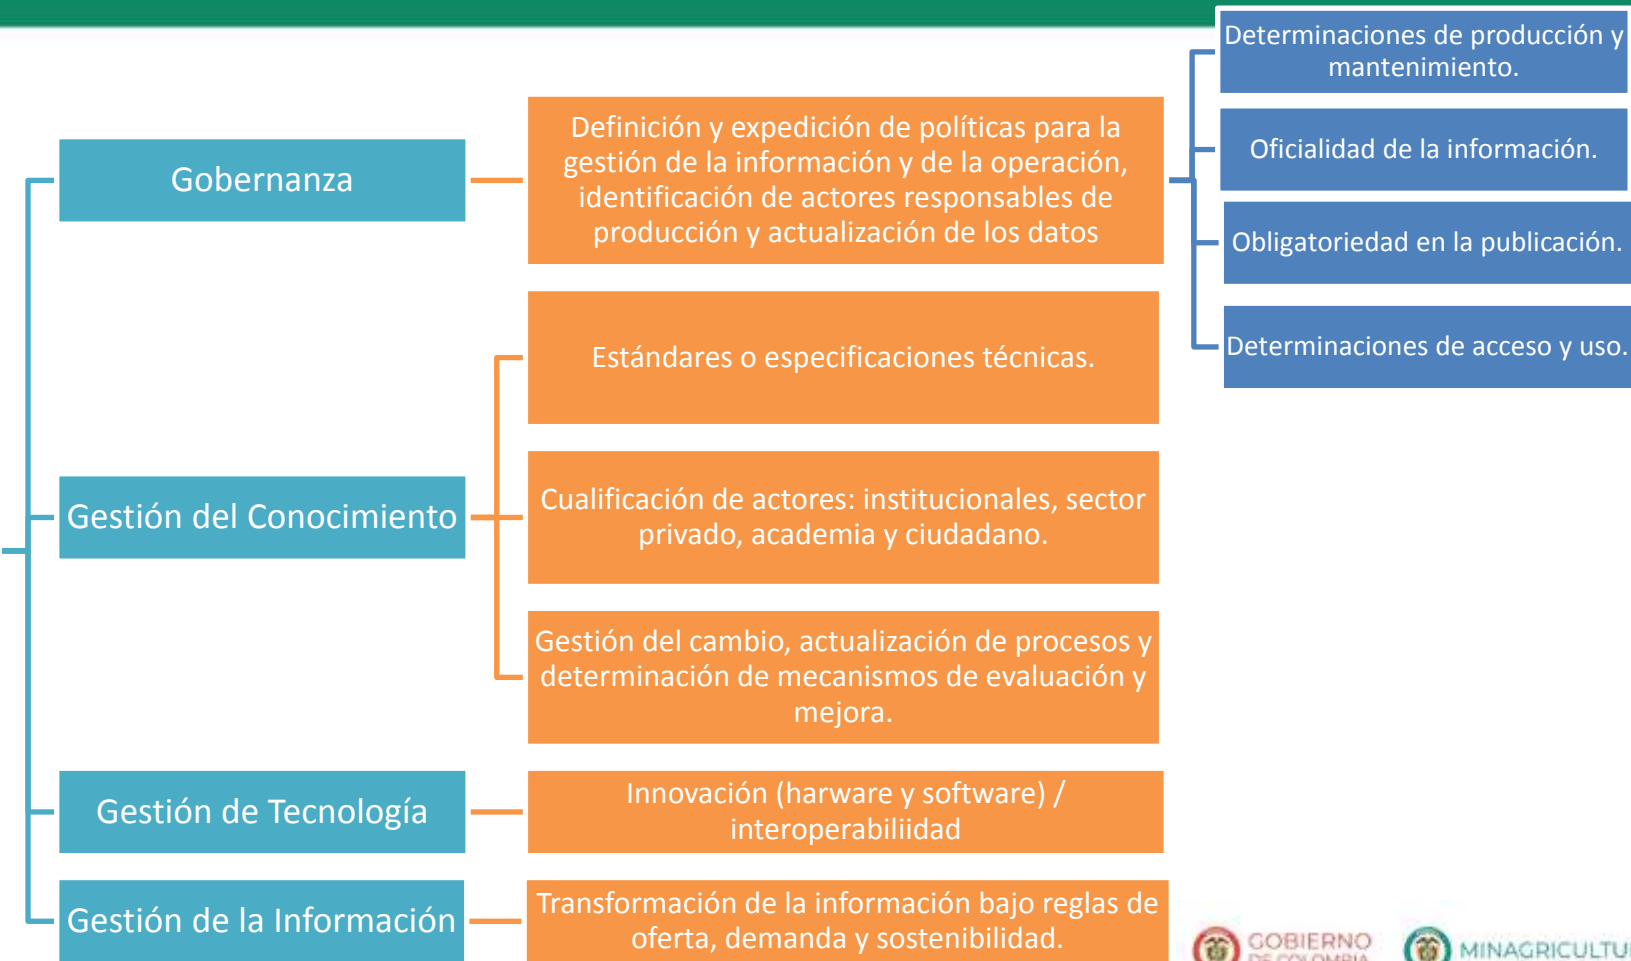 Gobernanza
Definición y expedición de políticas para la
gestión de la información y de la operación,
identificación de actores responsables de
producción y actualización de los datos
Determinaciones de producción y
mantenimiento.
Oficialidad de la información.
Obligatoriedad en la publicación.
Determinaciones de acceso y uso.
Gestión del Conocimiento
Estándares o especificaciones técnicas.
Cualificación de actores: institucionales, sector
privado, academia y ciudadano.
Gestión del cambio, actualización de procesos y
determinación de mecanismos de evaluación y
mejora.
Gestión de Tecnología
Innovación (harware y software) /
interoperabiliidad
Gestión de la Información
Transformación de la información bajo reglas de
oferta, demanda y sostenibilidad.
GOBIERNO
DE COLOMBIA
MINAGRICULTU